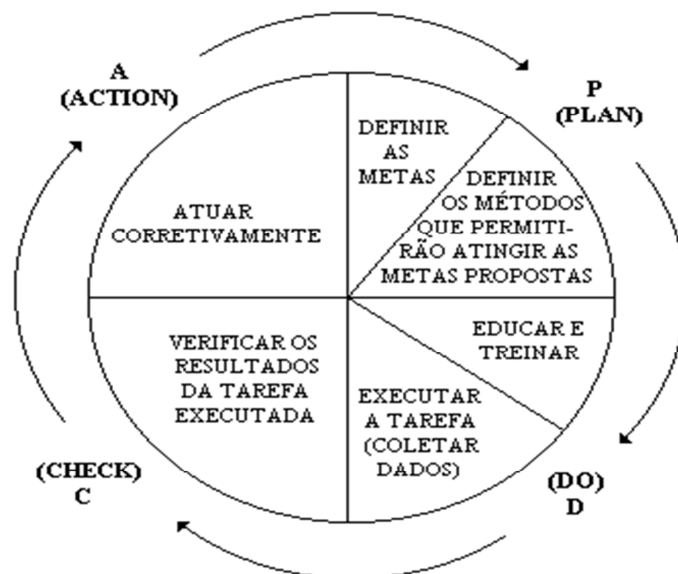 A
(ACTION)
P
(PLAN)
DEFINIR
AS
METAS
DEFINIR
OS MÉTODOS
QUE PERMITI-
RÃO ATINGIR AS
METAS PROPOSTAS
ATUAR
CORRETIVAMENTE
EDUCAR E
TREINAR
VERIFICAR OS
RESULTADOS
DA TAREFA
EXECUTADA
EXECUTAR
A TAREFA
(COLETAR
DADOS)
(CHECK)
C
(DO)
D